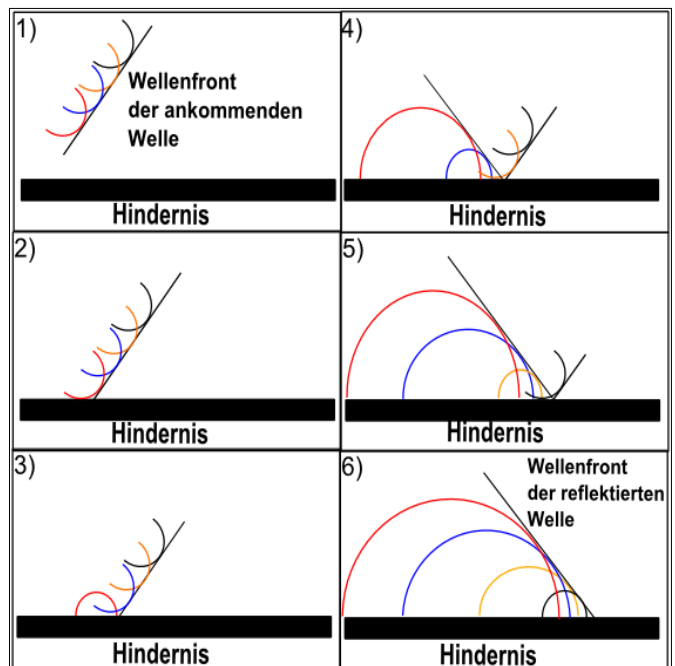 1)
Wellenfront
der ankommenden
Welle
Hindernis
2)
Hindernis
3)
Hindernis
4)
Hindernis
5)
Hindernis
6)
Wellenfront
der reflektierten
Welle
Hindernis